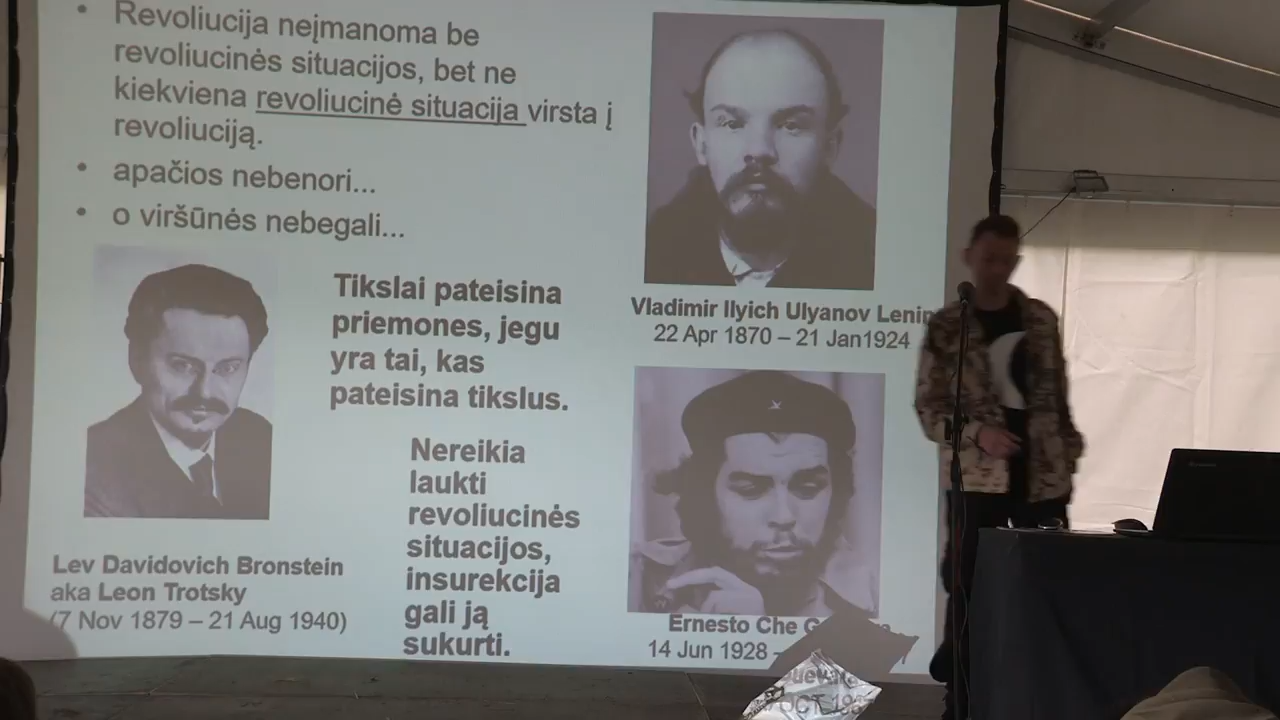 • Revoliucija neįmanoma be
revoliucinės situacijos, bet ne
kiekviena revoliucinė situacija virsta į
revoliuciją.
• apačios nebenori...
• o viršūnės nebegali...
Vladimir Ilyich Ulyanov Lenin
22 Apr 1870 – 21 Jan1924
Tikslai pateisina
priemones, jegu
yra tai, kas
pateisina tikslus.
Nereikia
laukti
revoliucinės
situacijos,
insurekcija
gali ją
sukurti.
Lev Davidovich Bronstein
aka Leon Trotsky
(7 Nov 1879 – 21 Aug 1940)
Ernesto Che
14 Jun 1928 –